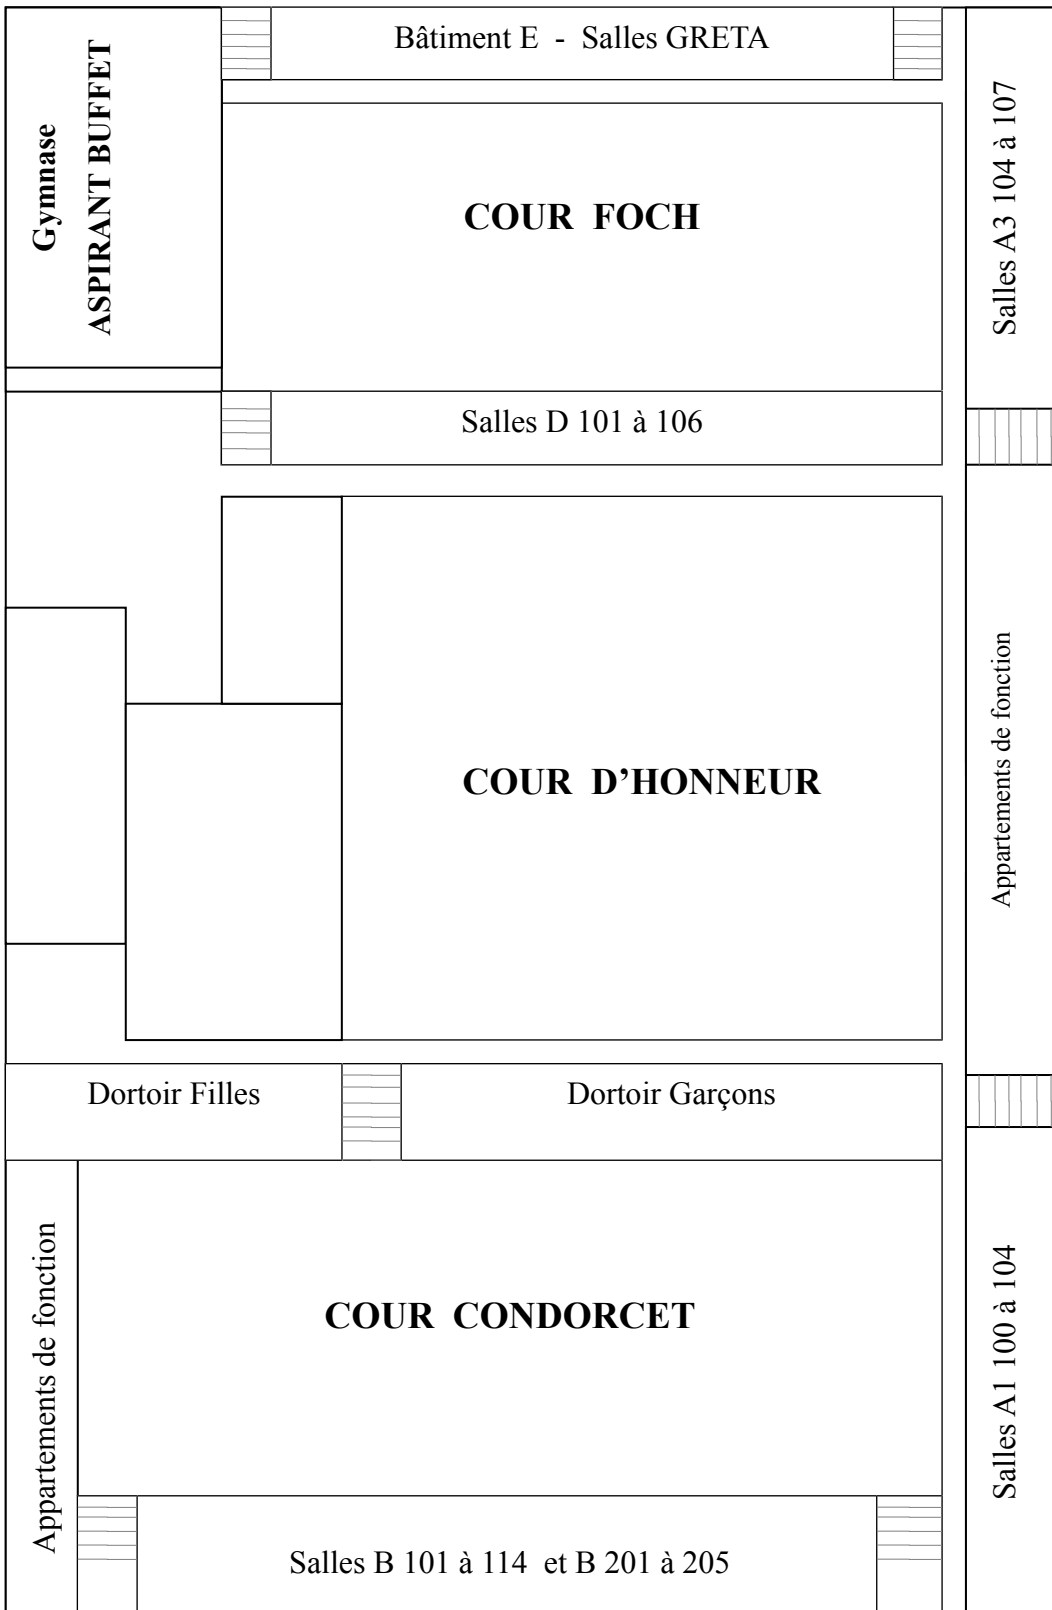 Bâtiment E - Salles GRETA
Gymnase
ASPIRANT BUFFET
COUR FOCH
Salles A3 104 à 107
Salles D 101 à 106
COUR D’HONNEUR
Appartements de fonction
Dortoir Filles
Dortoir Garçons
Appartements de fonction
COUR CONDORCET
Salles A1 100 à 104
Salles B 101 à 114 et B 201 à 205